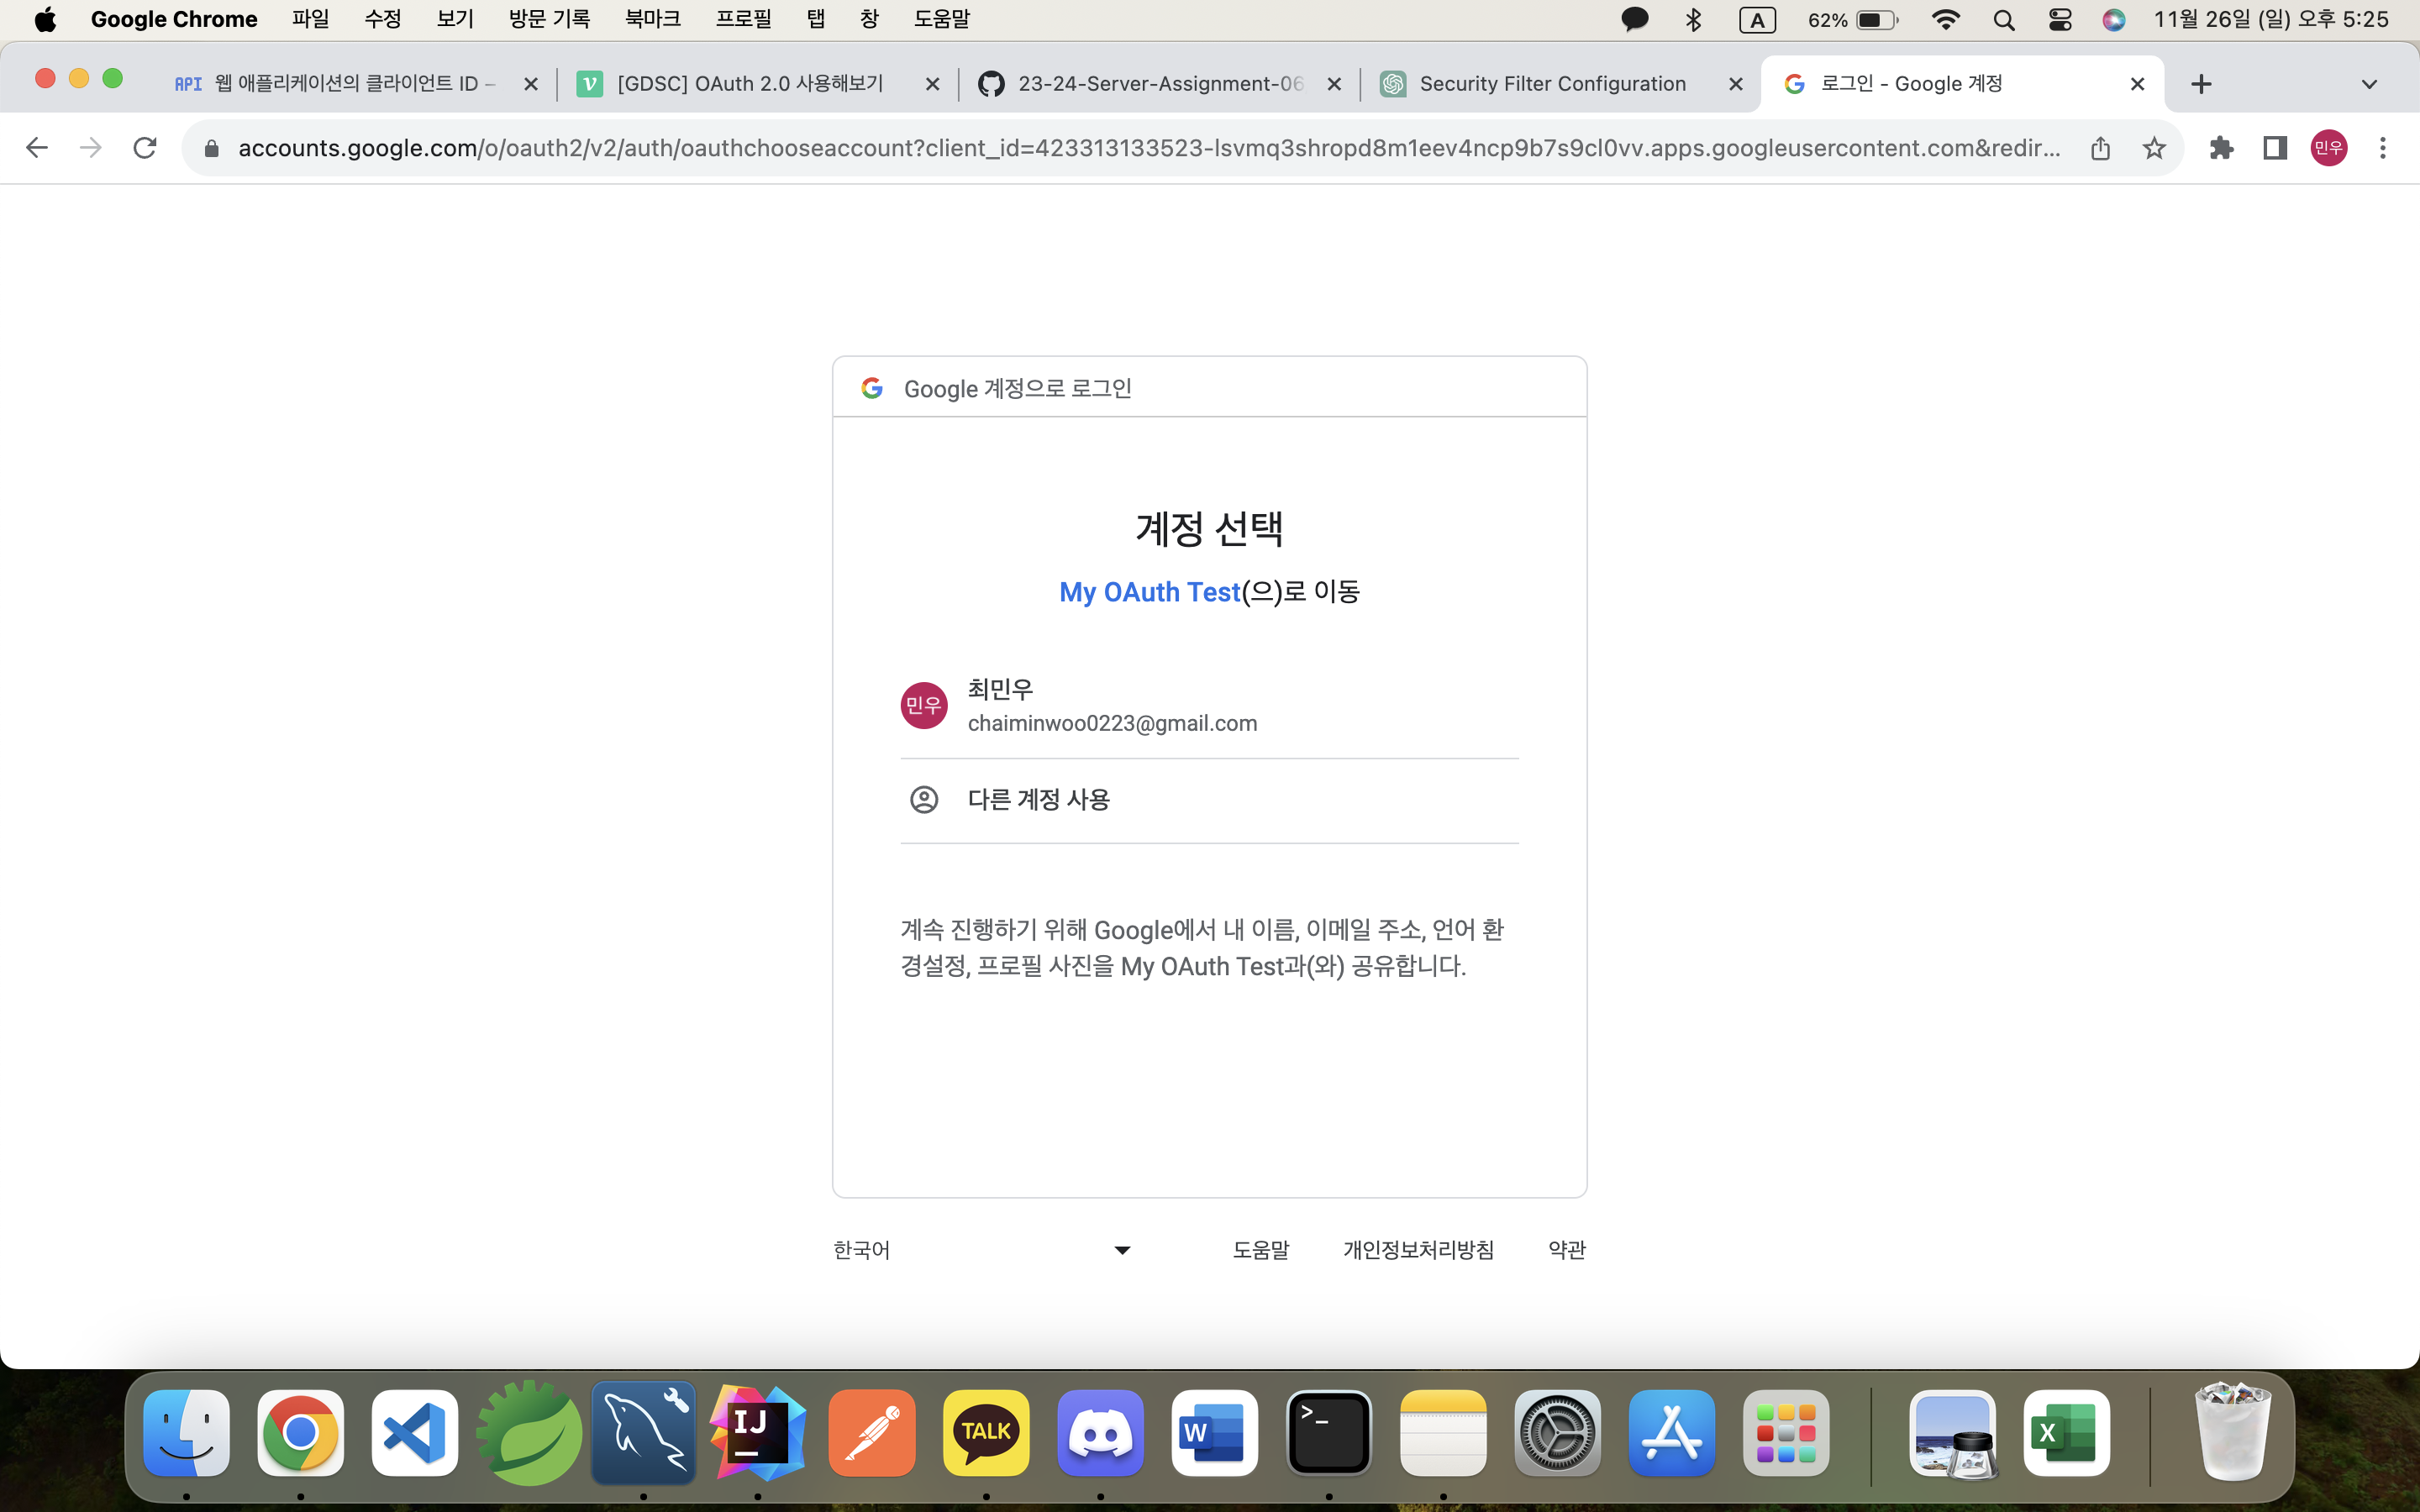 Google Chrome 파일 수정 보기 방문 기록 북마크 프로필 탭 창 도움말 A 62% 11월 26일 (일) 오후 5:25
API 웹 애플리케이션의 클라이언트 ID – [GDSC] OAuth 2.0 사용해보기 23-24-Server-Assignment-06 Security Filter Configuration 로그인 - Google 계정
accounts.google.com/o/oauth2/v2/auth/oauthchooseaccount?client_id=423313133523-lsvmq3shropd8m1eev4ncp9b7s9cl0vv.apps.googleusercontent.com&redir... 민우
Google 계정으로 로그인
계정 선택
My OAuth Test(으)로 이동
민우
최민우
chaiminwoo0223@gmail.com
다른 계정 사용
계속 진행하기 위해 Google에서 내 이름, 이메일 주소, 언어 환
경설정, 프로필 사진을 My OAuth Test과(와) 공유합니다.
한국어 도움말 개인정보처리방침 약관
IJ TALK W >_ X